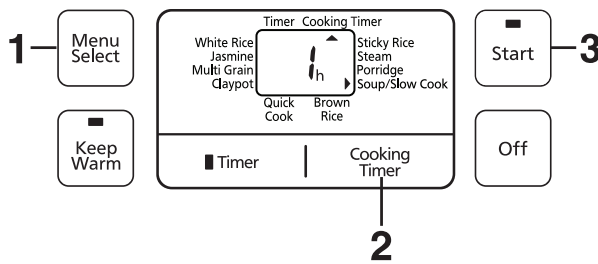 Timer Cooking Timer
1
Menu
Select
White Rice
Jasmine
Multi Grain
Claypot
1h
Sticky Rice
Steam
Porridge
Soup/Slow Cook
Quick
Cook
Brown
Rice
Start
3
Keep
Warm
Timer
Cooking
Timer
Off
2